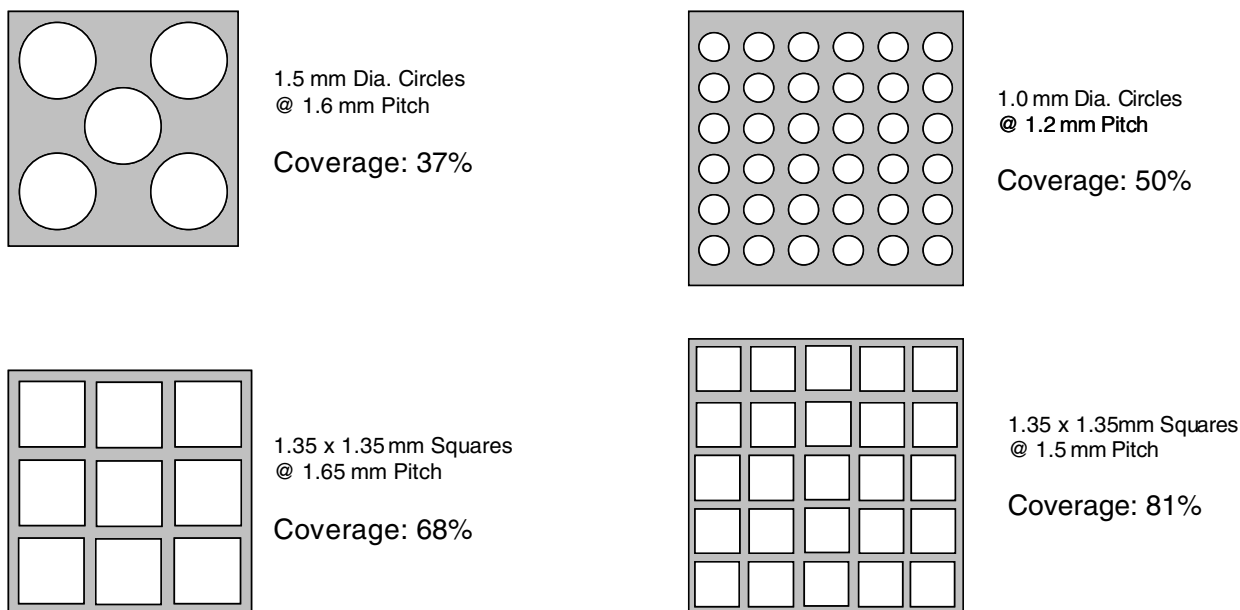 1.5 mm Dia. Circles
@ 1.6 mm Pitch
Coverage: 37%
1.0 mm Dia. Circles
@ 1.2 mm Pitch
Coverage: 50%
1.35 x 1.35 mm Squares
@ 1.65 mm Pitch
Coverage: 68%
1.35 x 1.35mm Squares
@ 1.5 mm Pitch
Coverage: 81%